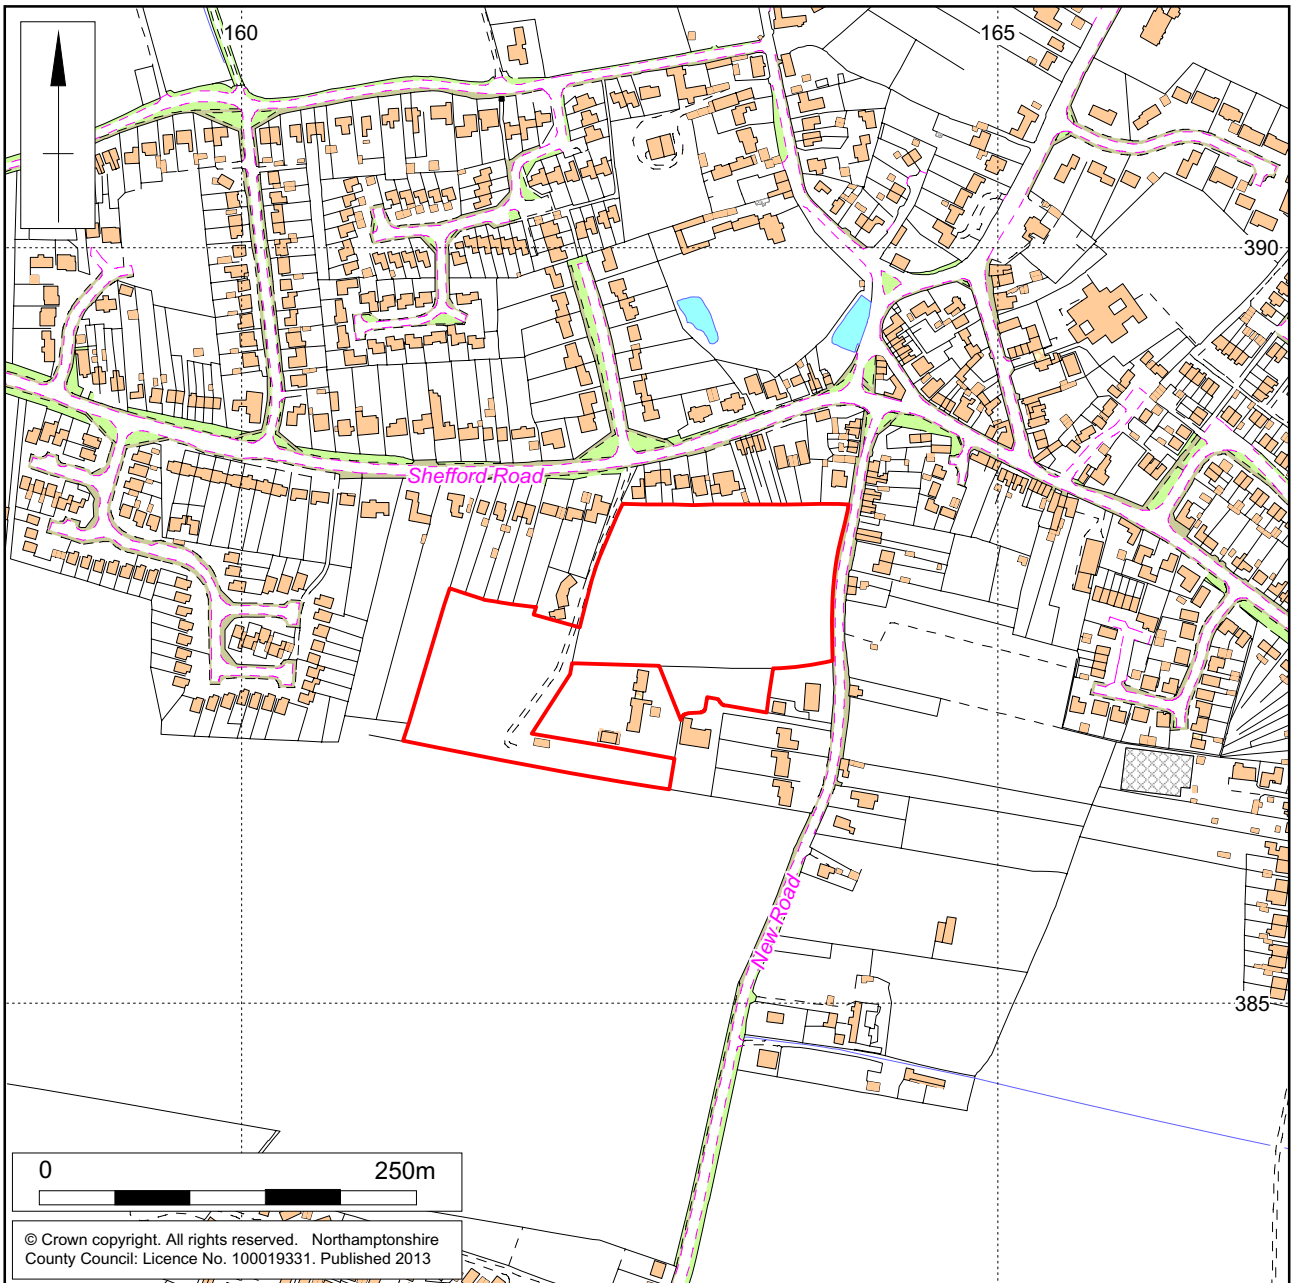 160
165
390
Shefford Road
New Road
385
0 250m
© Crown copyright. All rights reserved. Northamptonshire
County Council: Licence No. 100019331. Published 2013